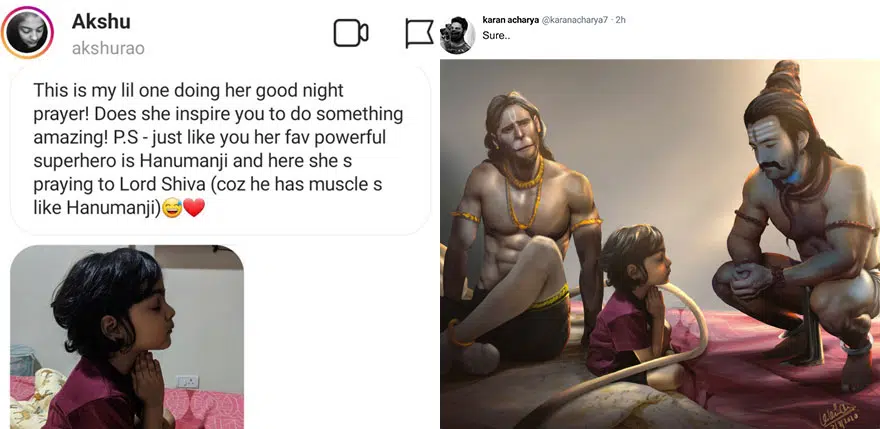 Akshu
akshurao
This is my lil one doing her good night
prayer! Does she inspire you to do something
amazing! P.S - just like you her fav powerful
superhero is Hanumanji and here she s
praying to Lord Shiva (coz he has muscle s
like Hanumanji)😅❤️
karan acharya @karanacharya7 · 2h
Sure..